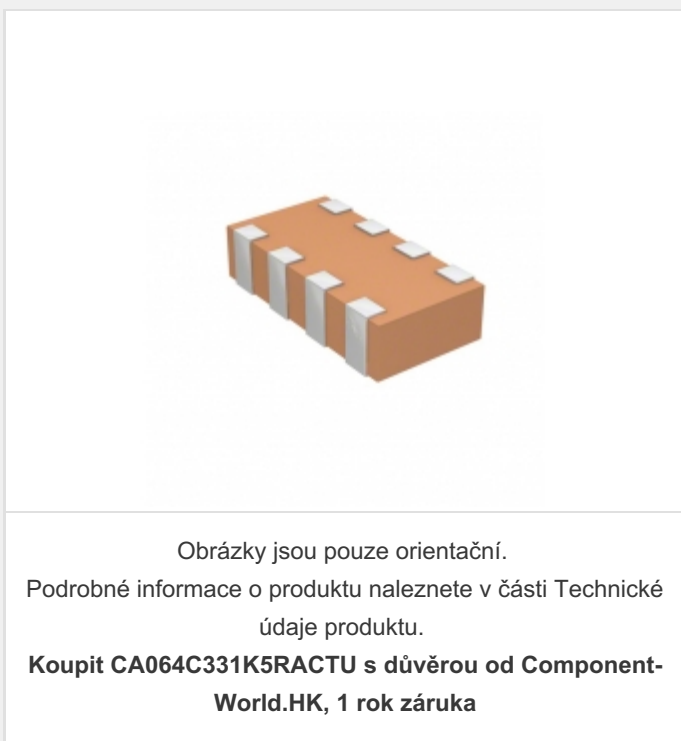 Obrázky jsou pouze orientační.
Podrobné informace o produktu naleznete v části Technické
údaje produktu.
Koupit CA064C331K5RACTU s důvěrou od Component-
World.HK, 1 rok záruka